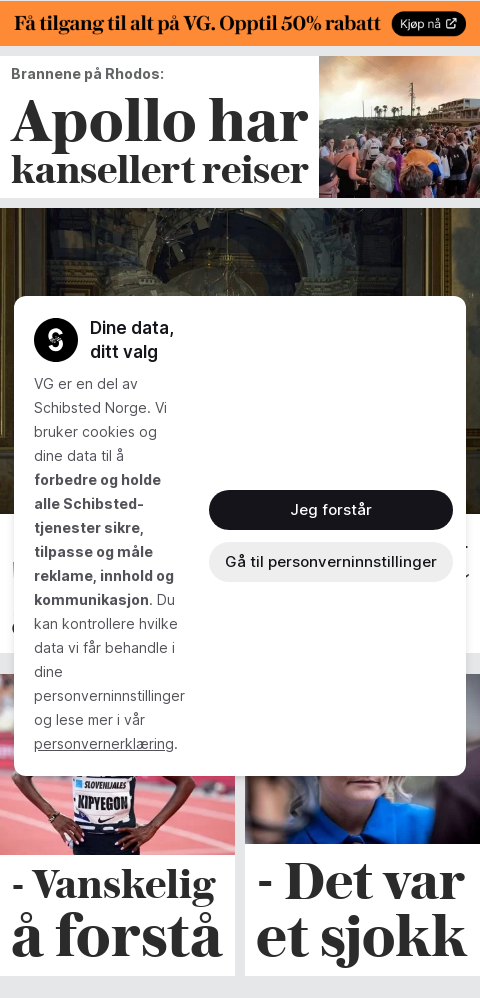 Få tilgang til alt på VG. Opptil 50% rabatt
Kjøp nå
Brannene på Rhodos:
Apollo har
kansellert reiser
Dine data,
ditt valg
VG er en del av
Schibsted Norge. Vi
bruker cookies og
dine data til å
forbedre og holde
alle Schibsted-
tjenester sikre,
tilpasse og måle
reklame, innhold og
kommunikasjon. Du
kan kontrollere hvilke
data vi får behandle i
dine
personverninnstillinger
og lese mer i vår
personvernerklæring.
Jeg forstår
Gå til personverninnstillinger
KIPYEGON
- Vanskelig
å forstå
- Det var
et sjokk